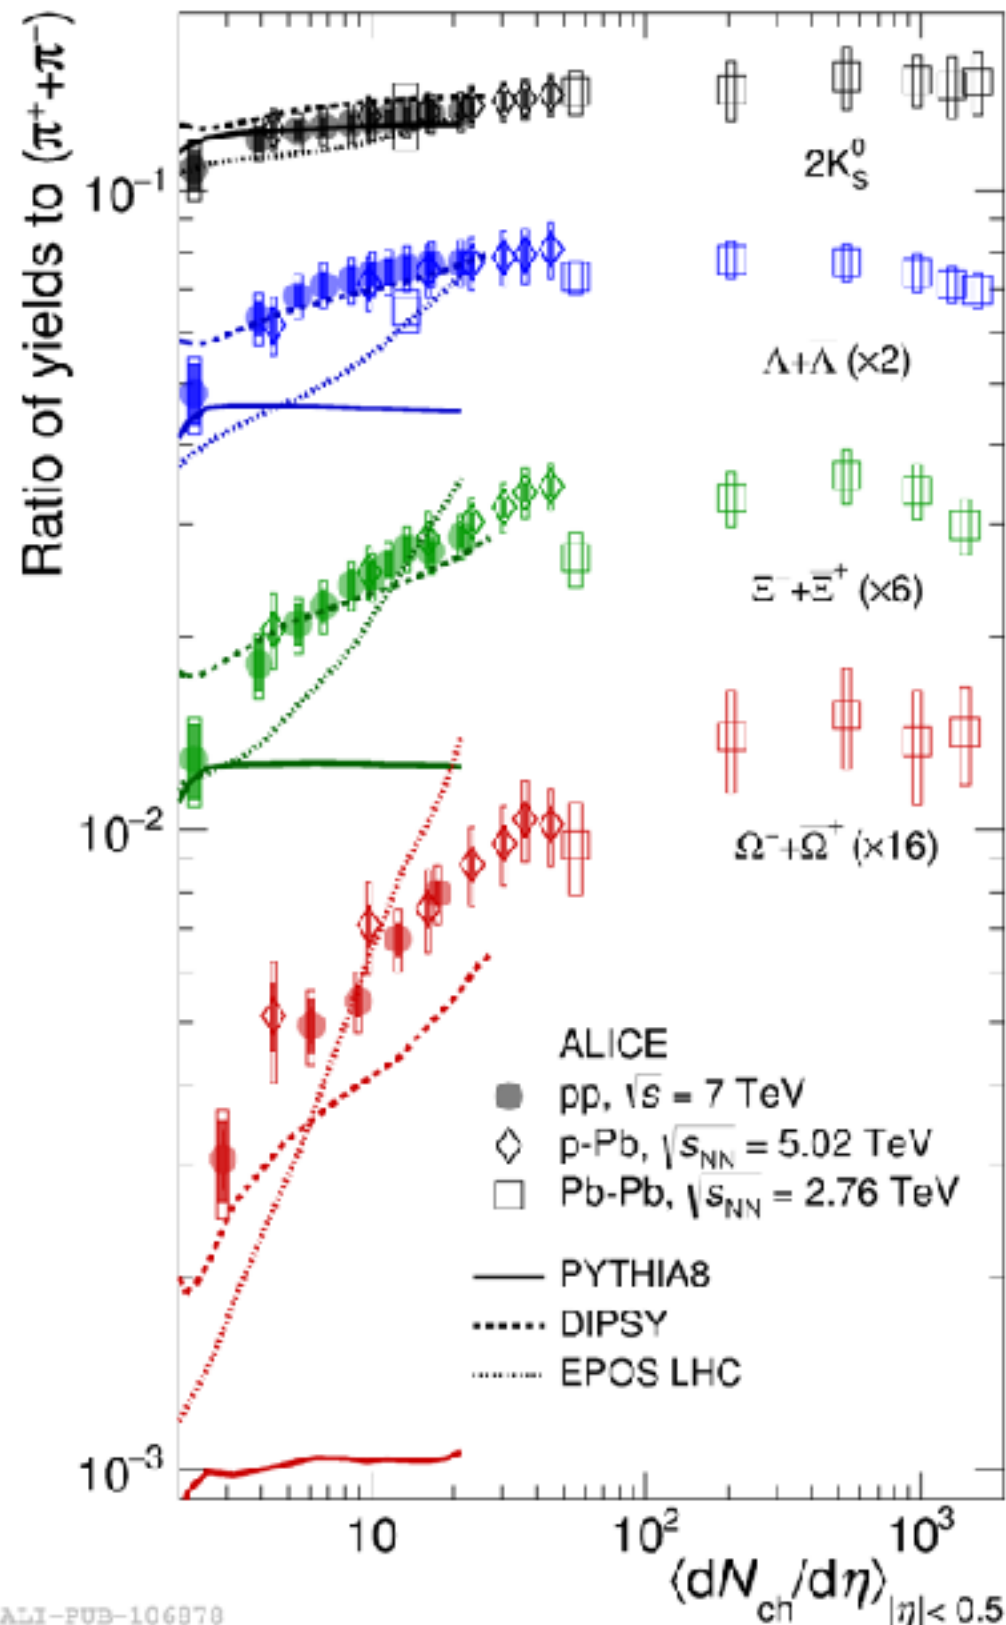 Ratio of yields to (π⁺+π⁻)
10⁻¹
10⁻²
10⁻³
2K⁰S
Λ+Λ̅ (×2)
Ξ⁻+Ξ̅⁺ (×6)
Ω⁻+Ω̅⁺ (×16)
ALICE
pp, √s = 7 TeV
p-Pb, √sNN = 5.02 TeV
Pb-Pb, √sNN = 2.76 TeV
PYTHIA8
DIPSY
EPOS LHC
10
10²
10³
⟨dNch/dη⟩|η|< 0.5
ALI-PUB-106878